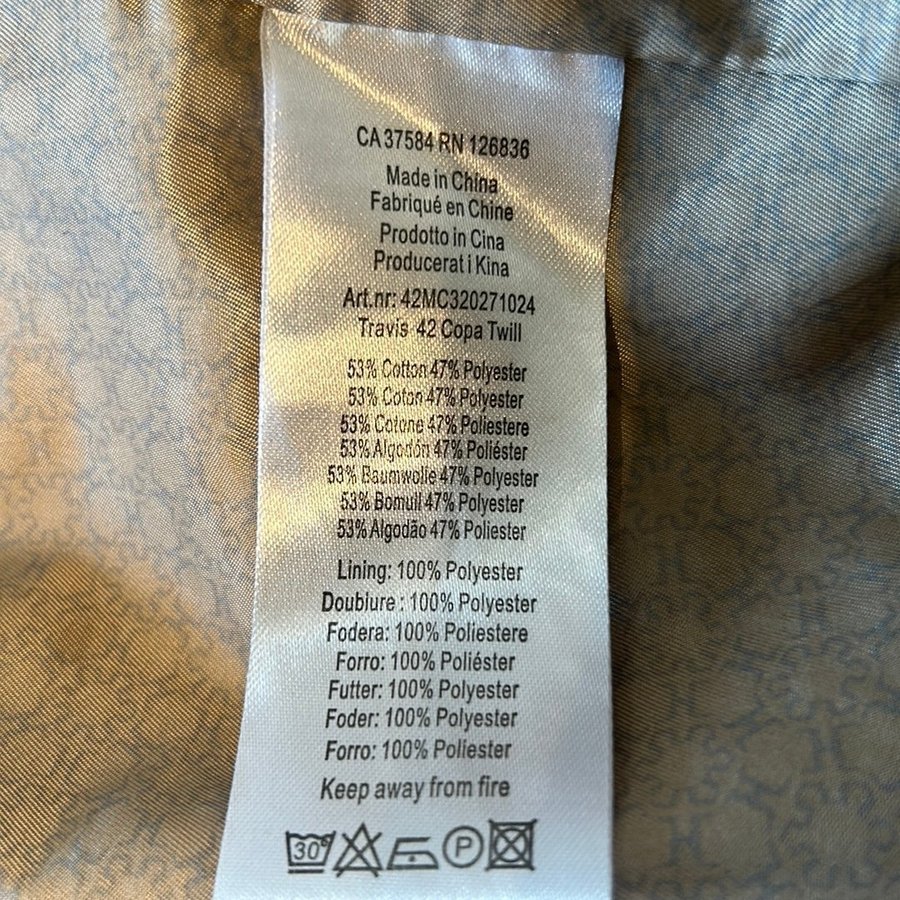 CA 37584 RN 126836
Made in China
Fabriqué en Chine
Prodotto in Cina
Producerat i Kina
Art.nr: 42MC320271024
Travis 42 Copa Twill
53% Cotton 47% Polyester
53% Coton 47% Polyester
53% Cotone 47% Poliestere
53% Algodón 47% Poliéster
53% Baumwolle 47% Polyester
53% Bomull 47% Polyester
53% Algodão 47% Poliester
Lining: 100% Polyester
Doublure : 100% Polyester
Fodera: 100% Poliestere
Forro: 100% Poliéster
Futter: 100% Polyester
Foder: 100% Polyester
Forro: 100% Poliester
Keep away from fire
30° P